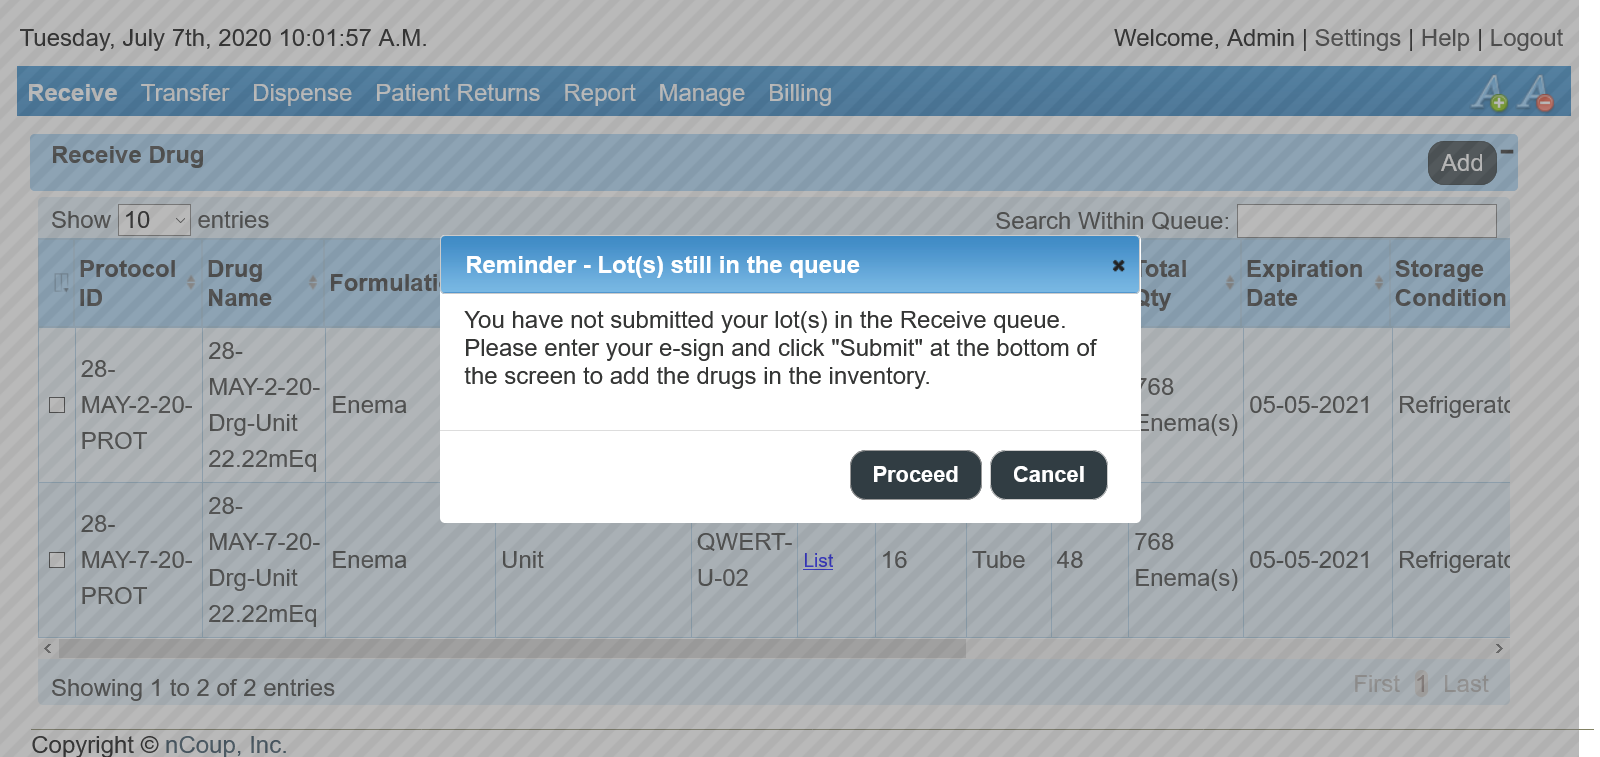 Tuesday, July 7th, 2020 10:01:57 A.M.
Welcome, Admin | Settings | Help | Logout
Receive Transfer Dispense Patient Returns Report Manage Billing
Receive Drug
Add
Show 10 entries
Search Within Queue:
Protocol ID
Drug Name
Formulati
Total Qty
Expiration Date
Storage Condition
Reminder - Lot(s) still in the queue
You have not submitted your lot(s) in the Receive queue.
Please enter your e-sign and click "Submit" at the bottom of
the screen to add the drugs in the inventory.
Proceed
Cancel
28-
MAY-2-20-
PROT
28-
MAY-2-20-
Drg-Unit
22.22mEq
Enema
768
Enema(s)
05-05-2021
Refrigerato
28-
MAY-7-20-
PROT
28-
MAY-7-20-
Drg-Unit
22.22mEq
Enema
Unit
QWERT-
U-02
List
16
Tube
48
768
Enema(s)
05-05-2021
Refrigerato
Showing 1 to 2 of 2 entries
First 1 Last
Copyright © nCoup, Inc.